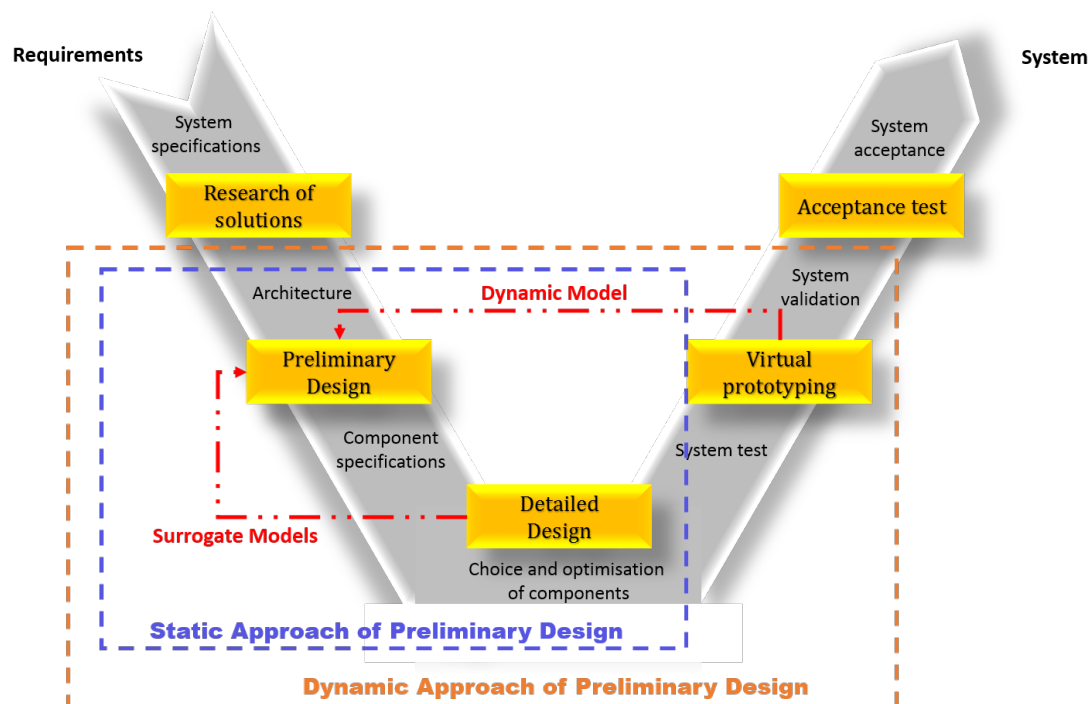 Requirements
System
System
specifications
System
acceptance
Research of
solutions
Acceptance test
Architecture
Dynamic Model
System
validation
Preliminary
Design
Virtual
prototyping
Component
specifications
System test
Detailed
Design
Surrogate Models
Choice and optimisation
of components
Static Approach of Preliminary Design
Dynamic Approach of Preliminary Design